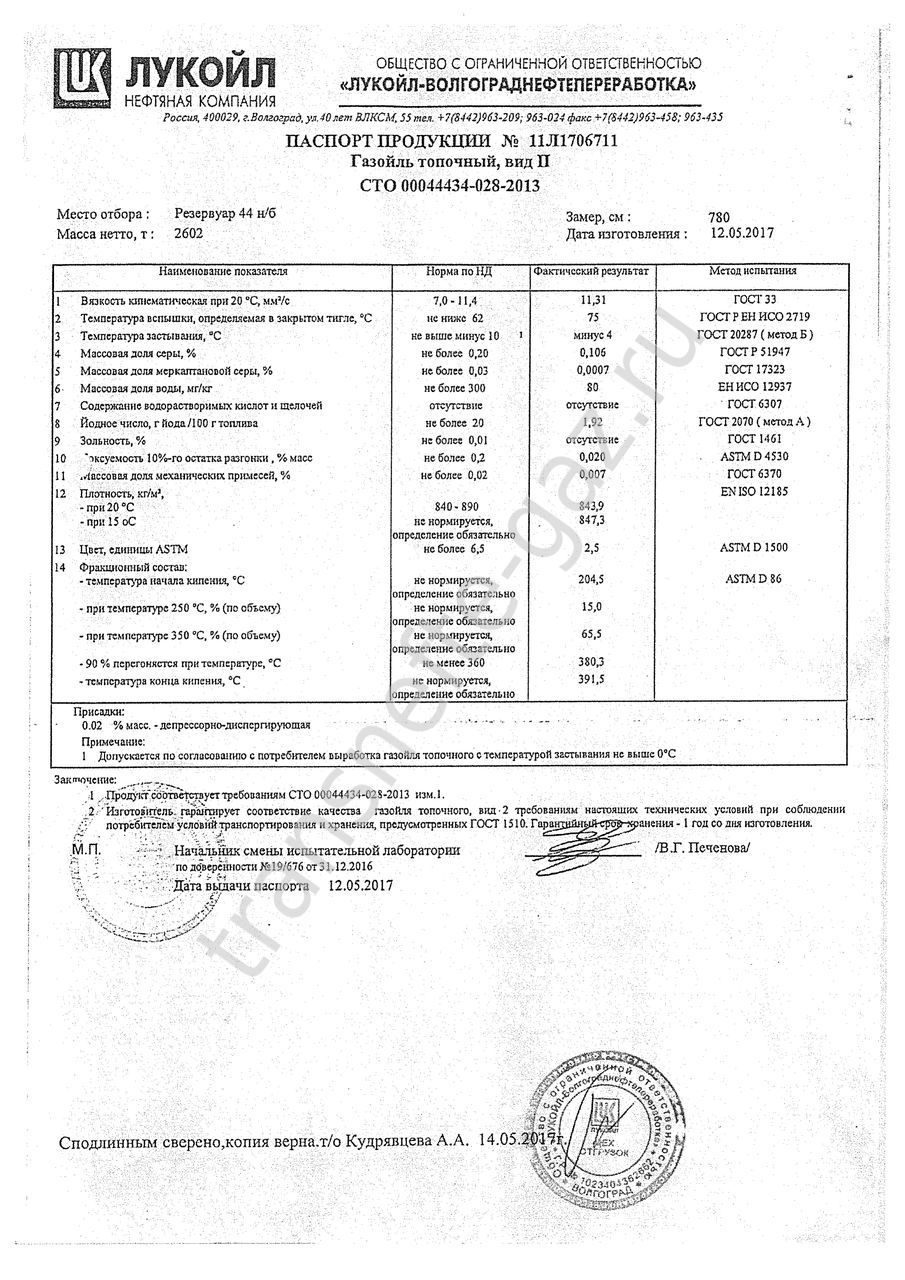 ЛУКОЙЛ
НЕФТЯНАЯ КОМПАНИЯ
ОБЩЕСТВО С ОГРАНИЧЕННОЙ ОТВЕТСТВЕННОСТЬЮ
«ЛУКОЙЛ-ВОЛГОГРАДНЕФТЕПЕРЕРАБОТКА»
Россия, 400029, г.Волгоград, ул.40 лет ВЛКСМ, 55 тел. +7(8442)963-209; 963-024 факс +7(8442)963-458; 963-435
ПАСПОРТ ПРОДУКЦИИ № 11Л1706711
Газойль топочный, вид II
СТО 00044434-028-2013
Место отбора : Резервуар 44 н/б Замер, см : 780
Масса нетто, т : 2602 Дата изготовления : 12.05.2017
Наименование показателя Норма по НД Фактический результат Метод испытания
1 Вязкость кинематическая при 20 °С, мм²/с 7,0 - 11,4 11,31 ГОСТ 33
2 Температура вспышки, определяемая в закрытом тигле, °С не ниже 62 75 ГОСТ Р ЕН ИСО 2719
3 Температура застывания, °С не выше минус 10 1 минус 4 ГОСТ 20287 ( метод Б )
4 Массовая доля серы, % не более 0,20 0,106 ГОСТ Р 51947
5 Массовая доля меркаптановой серы, % не более 0,03 0,0007 ГОСТ 17323
6 Массовая доля воды, мг/кг не более 300 80 ЕН ИСО 12937
7 Содержание водорастворимых кислот и щелочей отсутствие отсутствие ГОСТ 6307
8 Йодное число, г йода /100 г топлива не более 20 1,92 ГОСТ 2070 ( метод А )
9 Зольность, % не более 0,01 отсутствие ГОСТ 1461
10 оксуемость 10%-го остатка разгонки , % масс не более 0,2 0,020 ASTM D 4530
11 Массовая доля механических примесей, % не более 0,02 0,007 ГОСТ 6370
12 Плотность, кг/м³, EN ISO 12185
- при 20 °С 840 - 890 843,9
- при 15 оС не нормируется, 847,3
определение обязательно
13 Цвет, единицы ASTM не более 6,5 2,5 ASTM D 1500
14 Фракционный состав:
- температура начала кипения, °С не нормируется, 204,5 ASTM D 86
определение обязательно
- при температуре 250 °С, % (по объему) не нормируется, 15,0
определение обязательно
- при температуре 350 °С, % (по объему) не нормируется, 65,5
определение обязательно
- 90 % перегоняется при температуре, °С не менее 360 380,3
- температура конца кипения, °С не нормируется, 391,5
определение обязательно
Присадки:
0.02 % масс. - депрессорно-диспергирующая
Примечание:
1 Допускается по согласованию с потребителем выработка газойля топочного с температурой застывания не выше 0°С
Заключение:
1 Продукт соответствует требованиям СТО 00044434-028-2013 изм.1.
2 Изготовитель гарантирует соответствие качества газойля топочного, вид 2 требованиям настоящих технических условий при соблюдении
потребителем условий транспортирования и хранения, предусмотренных ГОСТ 1510. Гарантийный срок хранения - 1 год со дня изготовления.
М.П. Начальник смены испытательной лаборатории /В.Г. Печенова/
по доверенности №19/676 от 31.12.2016
Дата выдачи паспорта 12.05.2017
transneft-gaz.ru
Сподлинным сверено,копия верна.т/о Кудрявцева А.А. 14.05.2017г.
Общество с ограниченной ответственностью
«ЛУКОЙЛ-Волгограднефтепереработка»
ЦЕХ
ОТГРУЗОК
1023404362662
ВОЛГОГРАД